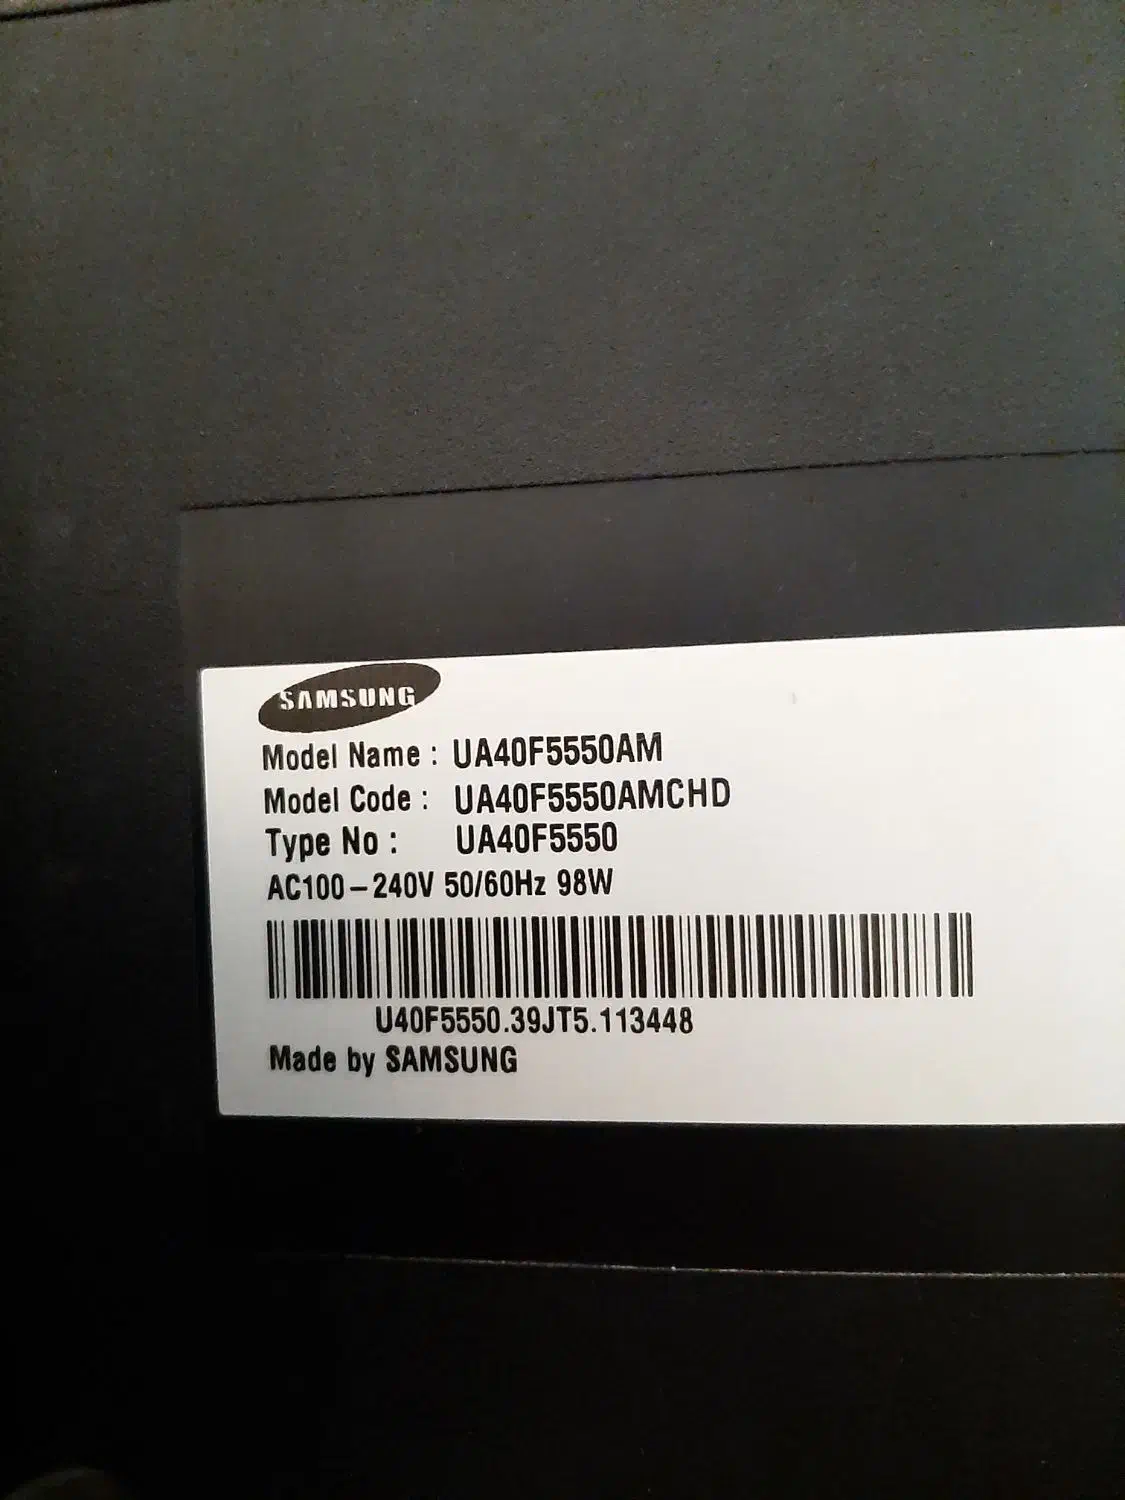 SAMSUNG
Model Name : UA40F5550AM
Model Code : UA40F5550AMCHD
Type No : UA40F5550
AC100-240V 50/60Hz 98W
U40F5550.39JT5.113448
Made by SAMSUNG